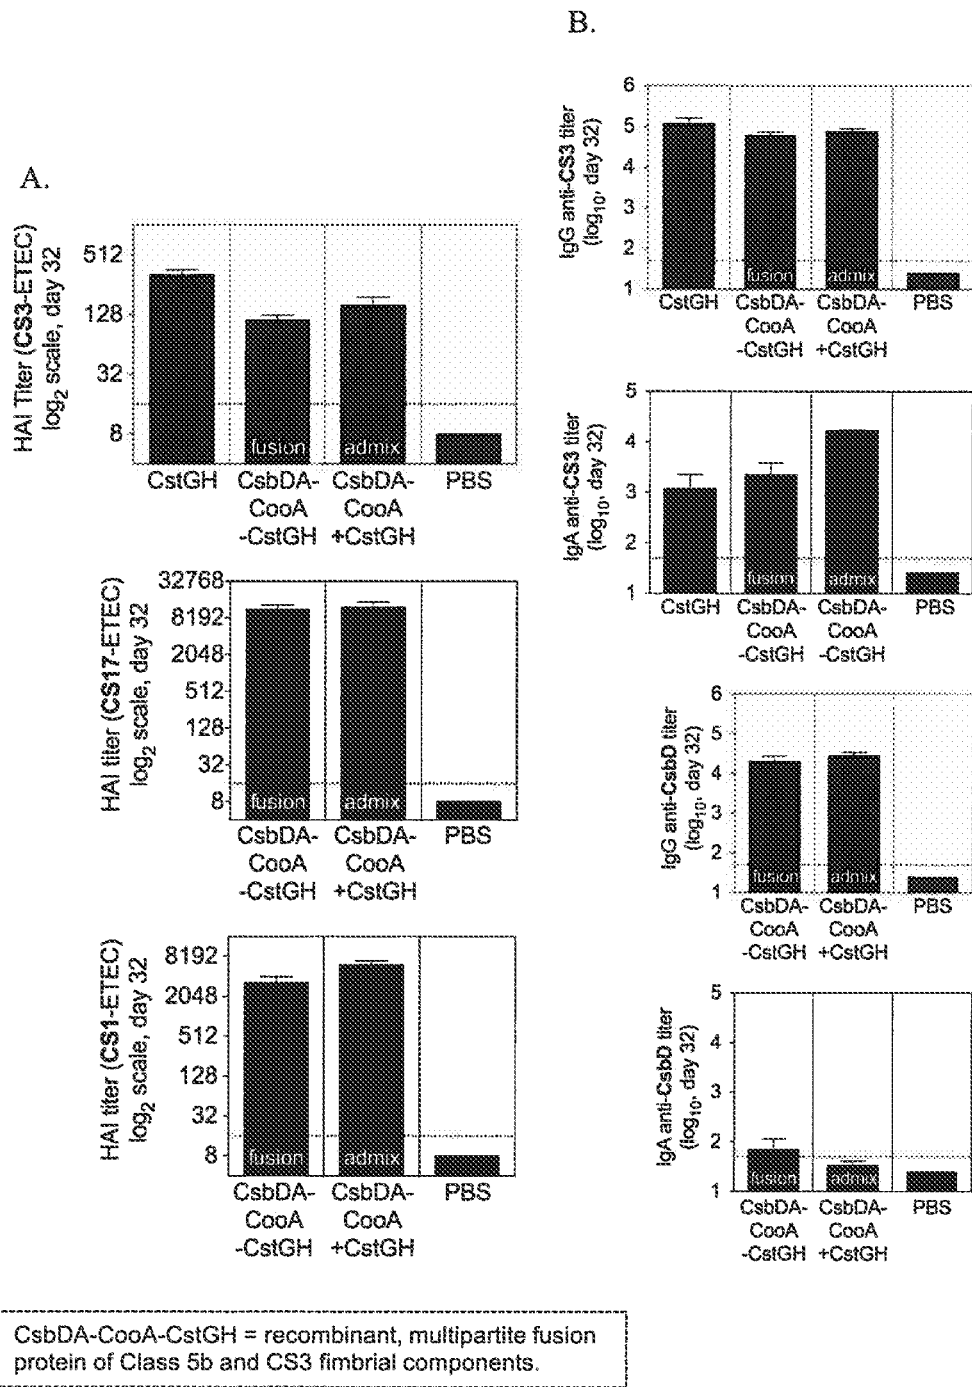 A.
HAI Titer (CS3-ETEC)
log2 scale, day 32
512
128
32
8
fusion
admix
CstGH
CsbDA-
CooA
-CstGH
CsbDA-
CooA
+CstGH
PBS
HAI titer (CS17-ETEC)
log2 scale, day 32
32768
8192
2048
512
128
32
8
fusion
admix
CsbDA-
CooA
-CstGH
CsbDA-
CooA
+CstGH
PBS
HAI titer (CS1-ETEC)
log2 scale, day 32
8192
2048
512
128
32
8
fusion
admix
CsbDA-
CooA
-CstGH
CsbDA-
CooA
+CstGH
PBS
B.
IgG anti-CS3 titer
(log10, day 32)
6
5
4
3
2
1
fusion
admix
CstGH
CsbDA-
CooA
-CstGH
CsbDA-
CooA
+CstGH
PBS
IgA anti-CS3 titer
(log10, day 32)
5
4
3
2
1
fusion
admix
CstGH
CsbDA-
CooA
-CstGH
CsbDA-
CooA
-CstGH
PBS
IgG anti-CsbD titer
(log10, day 32)
6
5
4
3
2
1
fusion
admix
CsbDA-
CooA
-CstGH
CsbDA-
CooA
+CstGH
PBS
IgA anti-CsbD titer
(log10, day 32)
5
4
3
2
1
fusion
admix
CsbDA-
CooA
-CstGH
CsbDA-
CooA
+CstGH
PBS
CsbDA-CooA-CstGH = recombinant, multipartite fusion
protein of Class 5b and CS3 fimbrial components.